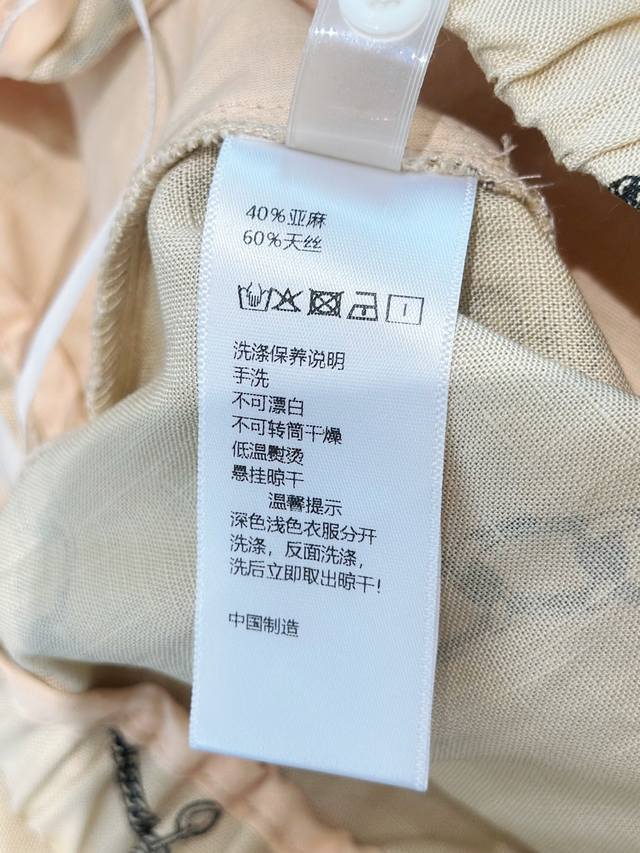 40%亚麻
60%天丝
洗涤保养说明
手洗
不可漂白
不可转筒干燥
低温熨烫
悬挂晾干
温馨提示
深色浅色衣服分开
洗涤，反面洗涤，
洗后立即取出晾干！
中国制造